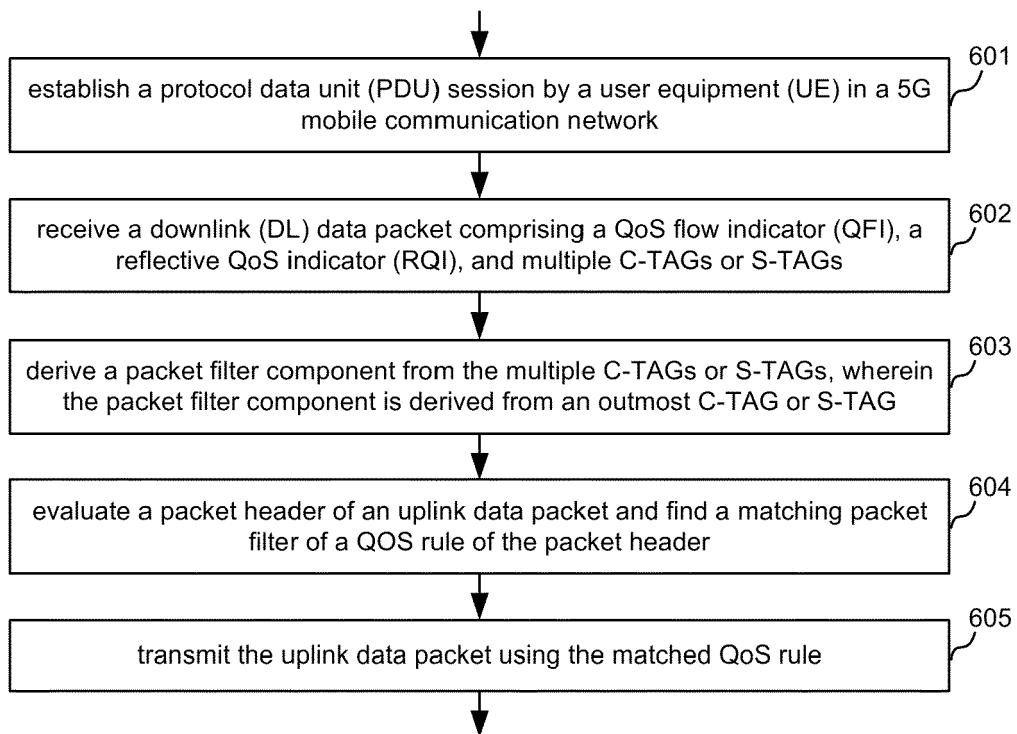 601
establish a protocol data unit (PDU) session by a user equipment (UE) in a 5G
mobile communication network
602
receive a downlink (DL) data packet comprising a QoS flow indicator (QFI), a
reflective QoS indicator (RQI), and multiple C-TAGs or S-TAGs
603
derive a packet filter component from the multiple C-TAGs or S-TAGs, wherein
the packet filter component is derived from an outmost C-TAG or S-TAG
604
evaluate a packet header of an uplink data packet and find a matching packet
filter of a QOS rule of the packet header
605
transmit the uplink data packet using the matched QoS rule